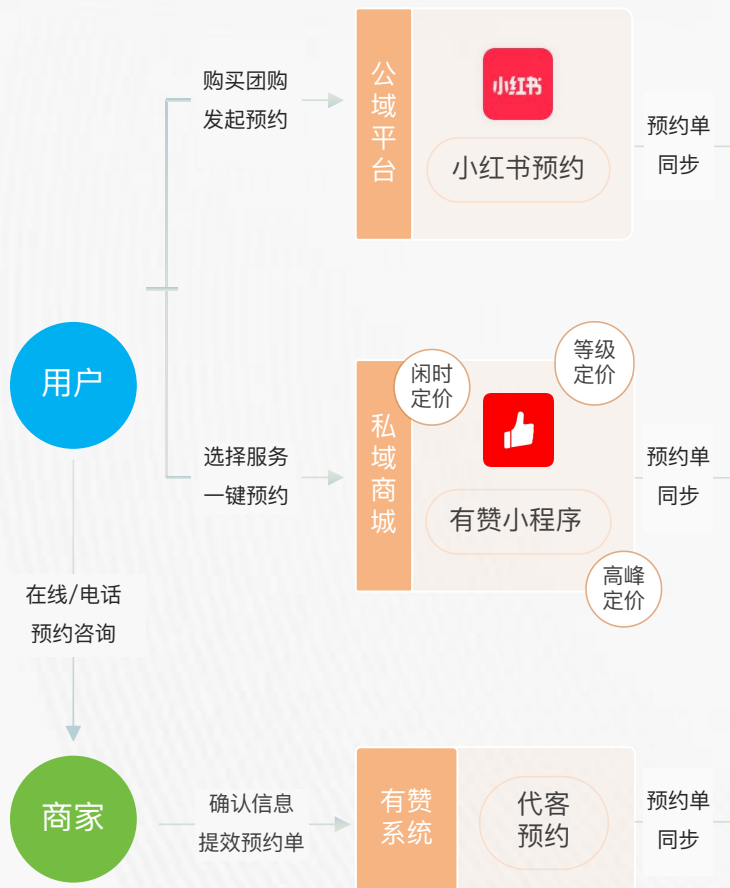 购买团购
发起预约
公域平台
小红书
小红书预约
预约单
同步
用户
选择服务
一键预约
私域商城
闲时
定价
等级
定价
有赞小程序
高峰
定价
预约单
同步
在线/电话
预约咨询
商家
确认信息
提效预约单
有赞
系统
代客
预约
预约单
同步